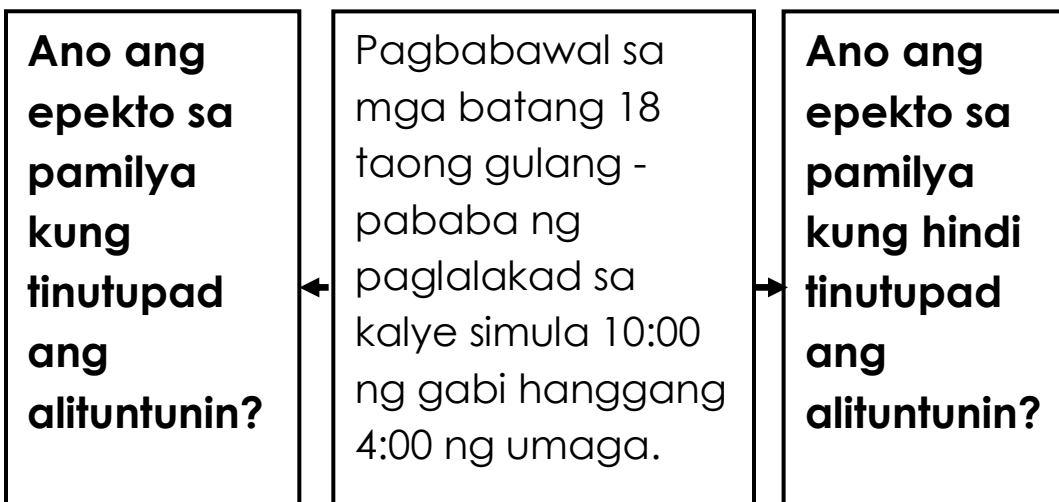 Ano ang
epekto sa
pamilya
kung
tinutupad
ang
alituntunin?
Pagbabawal sa
mga batang 18
taong gulang -
pababa ng
paglalakad sa
kalye simula 10:00
ng gabi hanggang
4:00 ng umaga.
Ano ang
epekto sa
pamilya
kung hindi
tinutupad
ang
alituntunin?